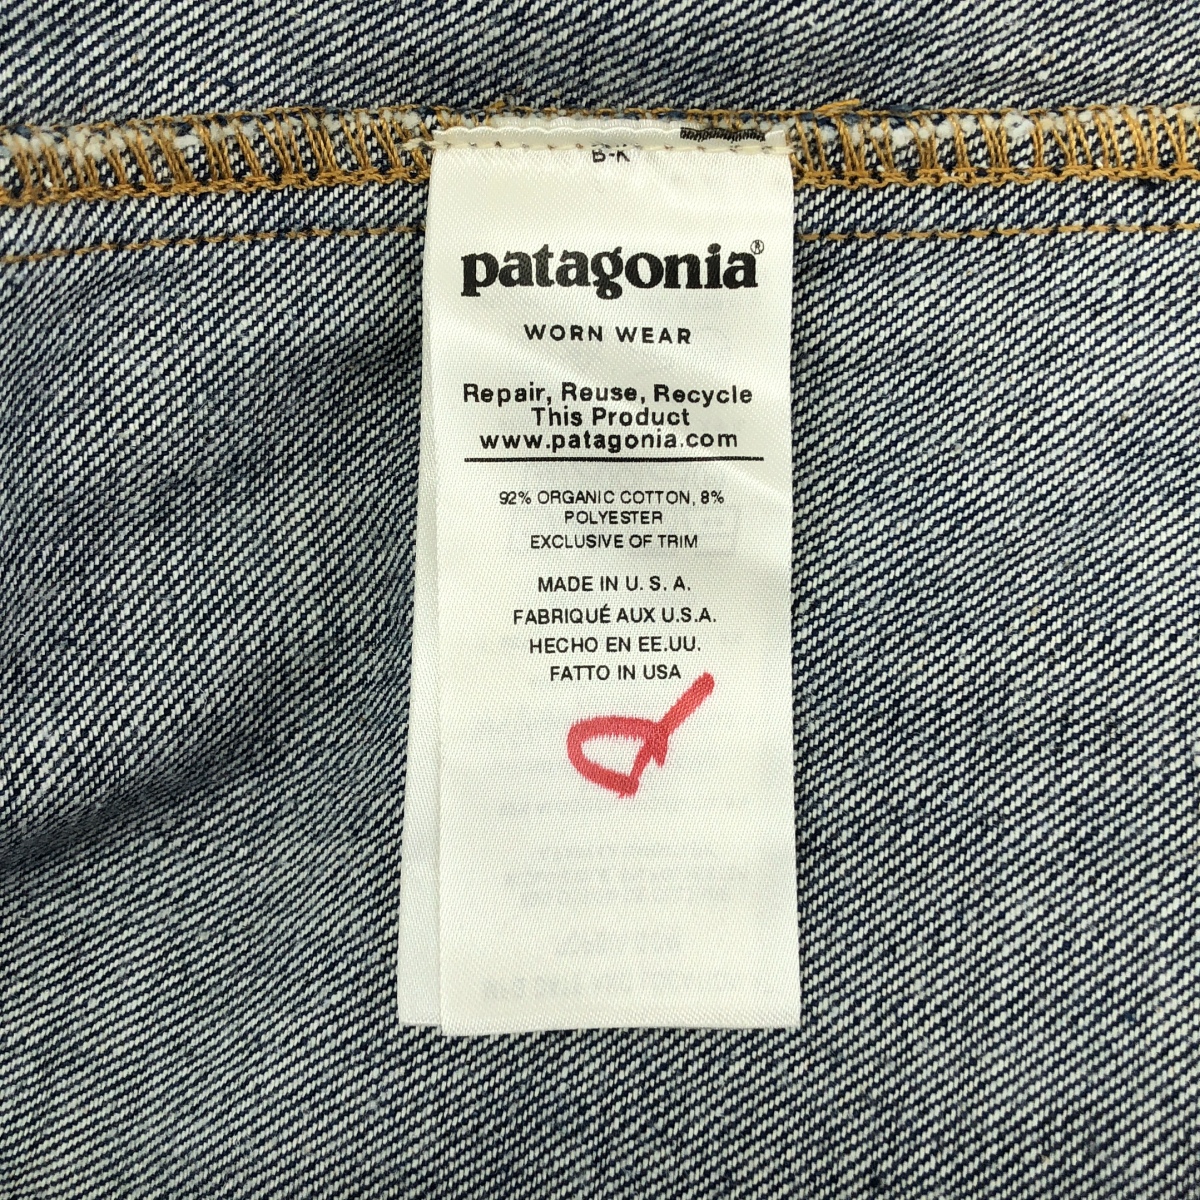 B-K
patagonia®
WORN WEAR
Repair, Reuse, Recycle
This Product
www.patagonia.com
92% ORGANIC COTTON, 8%
POLYESTER
EXCLUSIVE OF TRIM
MADE IN U. S. A.
FABRIQUÉ AUX U.S.A.
HECHO EN EE.UU.
FATTO IN USA